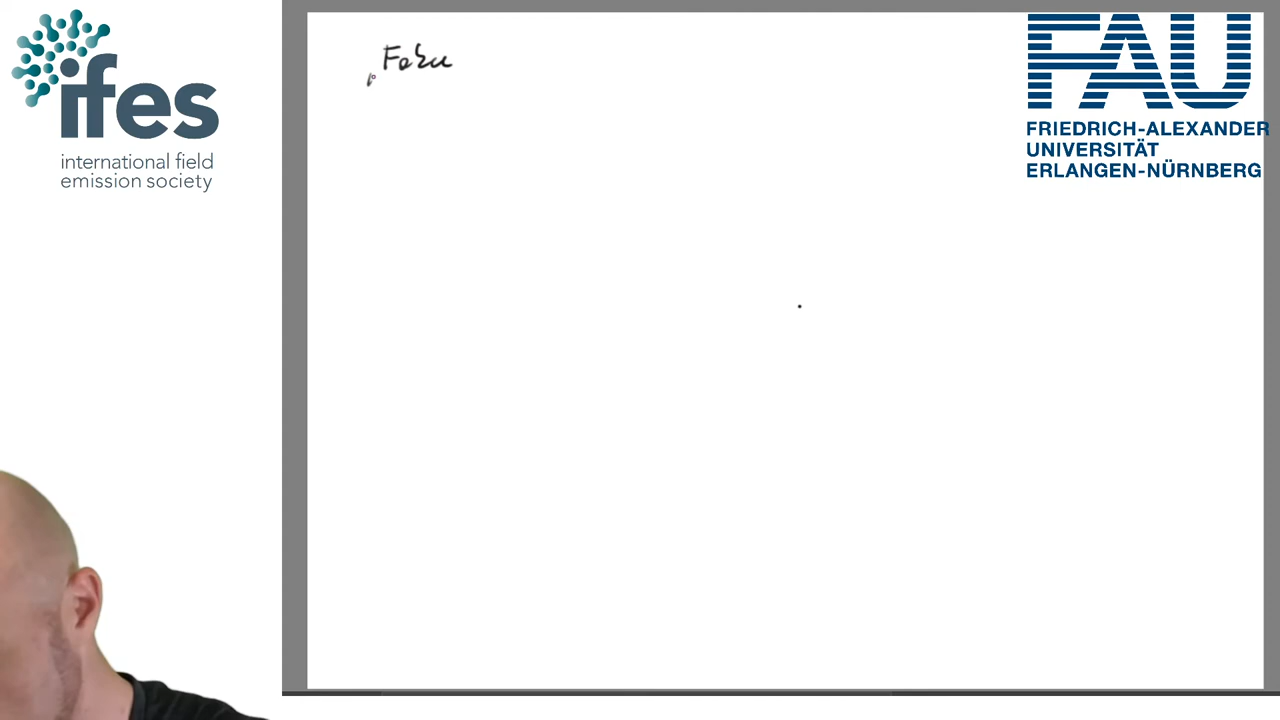 ifes
international field
emission society
FAU
FRIEDRICH-ALEXANDER
UNIVERSITÄT
ERLANGEN-NÜRNBERG